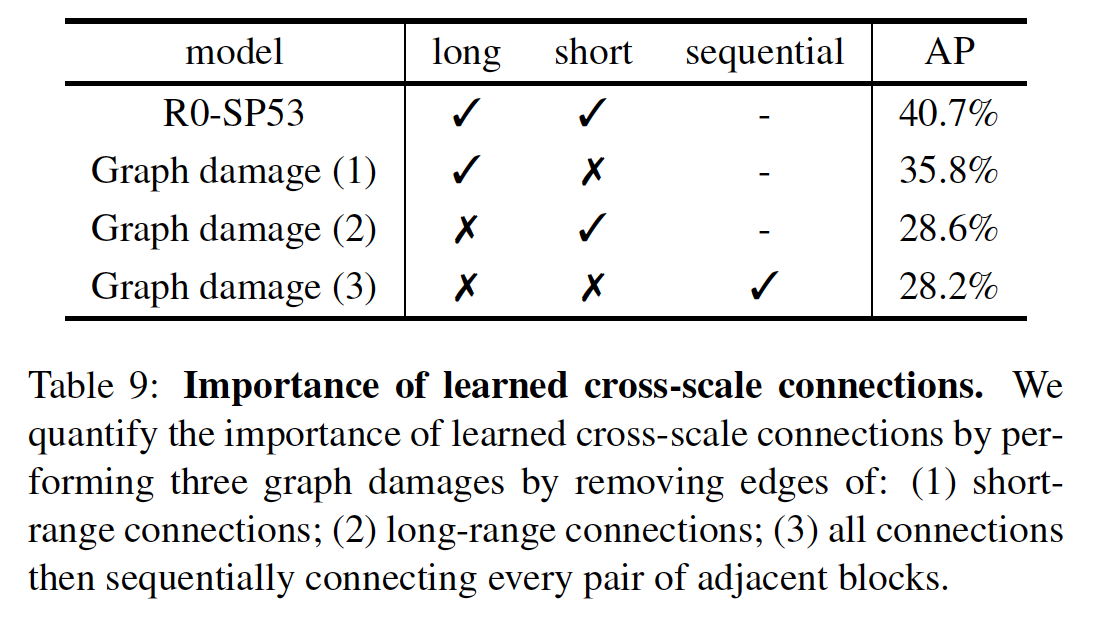 model long short sequential AP
R0-SP53 ✓ ✓ - 40.7%
Graph damage (1) ✓ ✗ - 35.8%
Graph damage (2) ✗ ✓ - 28.6%
Graph damage (3) ✗ ✗ ✓ 28.2%
Table 9: Importance of learned cross-scale connections. We
quantify the importance of learned cross-scale connections by per-
forming three graph damages by removing edges of: (1) short-
range connections; (2) long-range connections; (3) all connections
then sequentially connecting every pair of adjacent blocks.